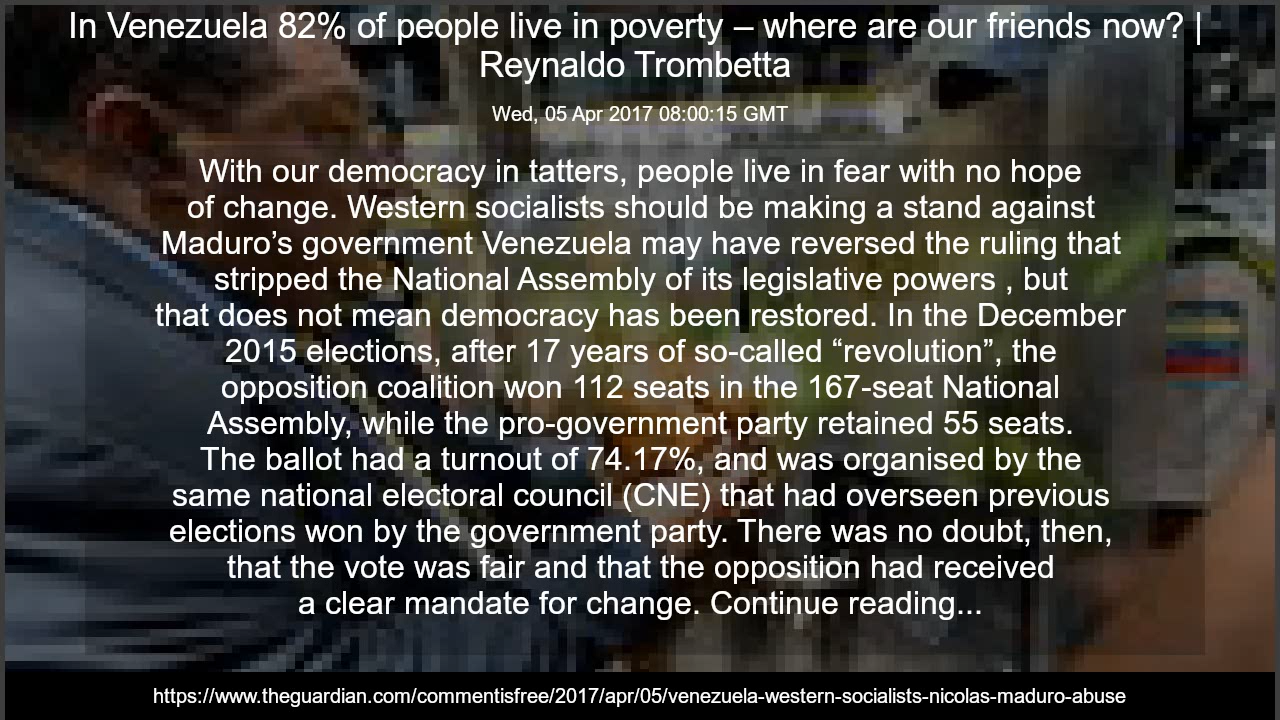 In Venezuela 82% of people live in poverty – where are our friends now? |
Reynaldo Trombetta
Wed, 05 Apr 2017 08:00:15 GMT
With our democracy in tatters, people live in fear with no hope
of change. Western socialists should be making a stand against
Maduro’s government Venezuela may have reversed the ruling that
stripped the National Assembly of its legislative powers , but
that does not mean democracy has been restored. In the December
2015 elections, after 17 years of so-called “revolution”, the
opposition coalition won 112 seats in the 167-seat National
Assembly, while the pro-government party retained 55 seats.
The ballot had a turnout of 74.17%, and was organised by the
same national electoral council (CNE) that had overseen previous
elections won by the government party. There was no doubt, then,
that the vote was fair and that the opposition had received
a clear mandate for change. Continue reading...
https://www.theguardian.com/commentisfree/2017/apr/05/venezuela-western-socialists-nicolas-maduro-abuse